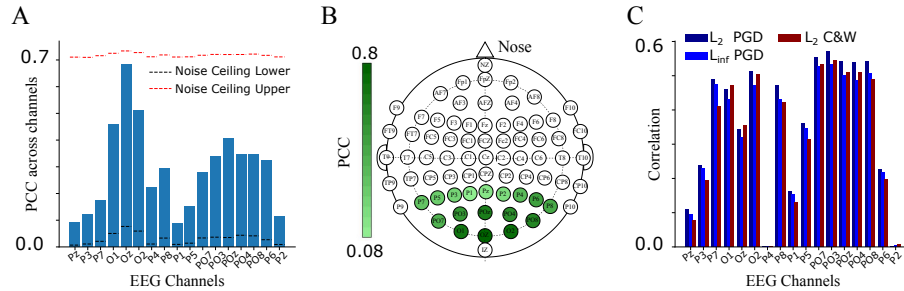 A
PCC across channels
0.7
0.0
Noise Ceiling Lower
Noise Ceiling Upper
Pz P3 P7 O1 Oz O2 P4 P8 P1 P5 PO7 PO3 POz PO4 PO8 P6 P2
EEG Channels
B
Nose
0.8
PCC
0.08
NZ
Fp1 FpZ Fp2
AF7 AF3 AFZ AF4 AF8
F9 F7 F5 F3 F1 Fz F2 F4 F6 F8 F10
FT9 FT7 FC5 FC3 FC1 FCZ Fc2 FC4 FC6 FC8 FC10
T9 T7 C5 C3 C1 Cz C2 C4 C6 T8 T10
TP9 TP7 CP5 CP3 CP1 CPZ CP2 CP4 CP6 CP8 CP10
P9 P7 P5 P3 P1 Pz P2 P4 P6 P8 P10
PO7 PO3 POz PO4 PO8
IZ
C
L2 PGD
Linf PGD
L2 C&W
Correlation
0.6
0.0
Pz P3 P7 O1 Oz O2 P4 P8 P1 P5 PO7 PO3 POz PO4 PO8 P6 P2
EEG Channels